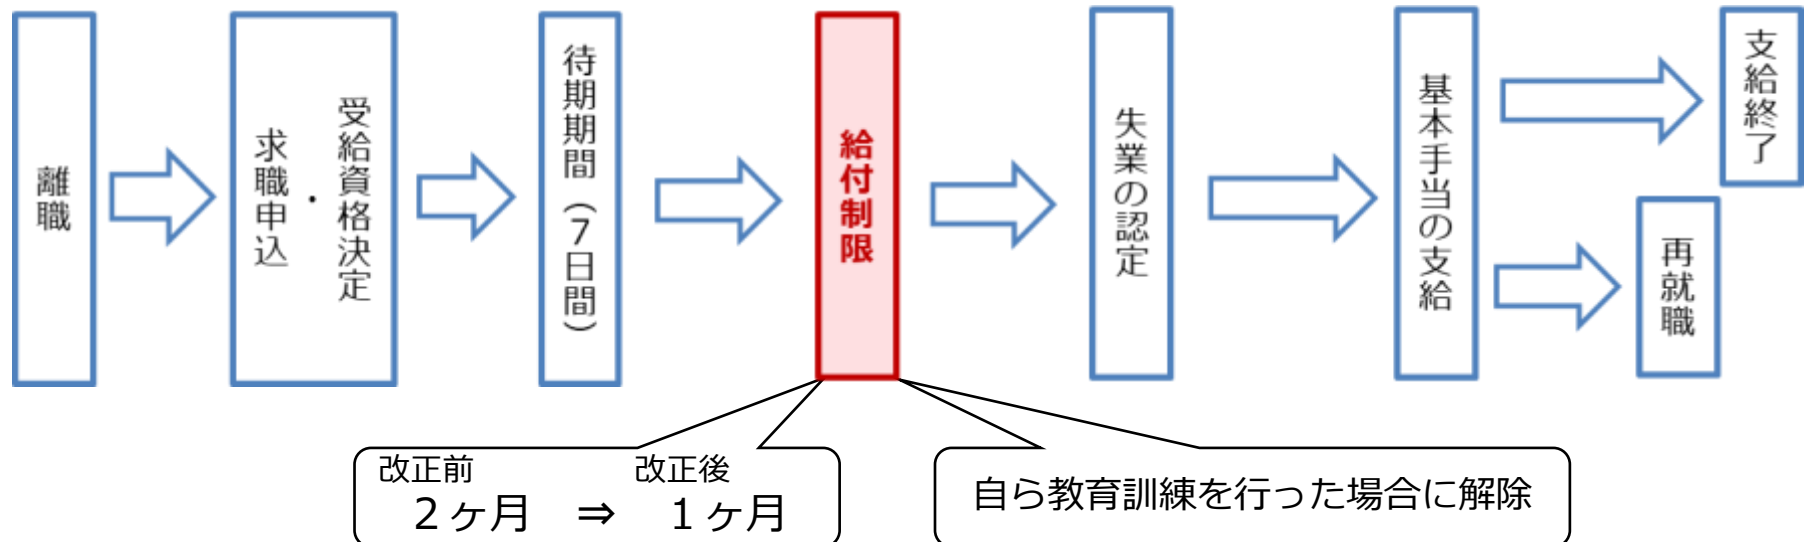 離職
受給資格決定
・
求職申込
待期期間（７日間）
給付制限
失業の認定
基本手当の支給
支給終了
再就職
改正前　改正後
２ヶ月　⇒　１ヶ月
自ら教育訓練を行った場合に解除